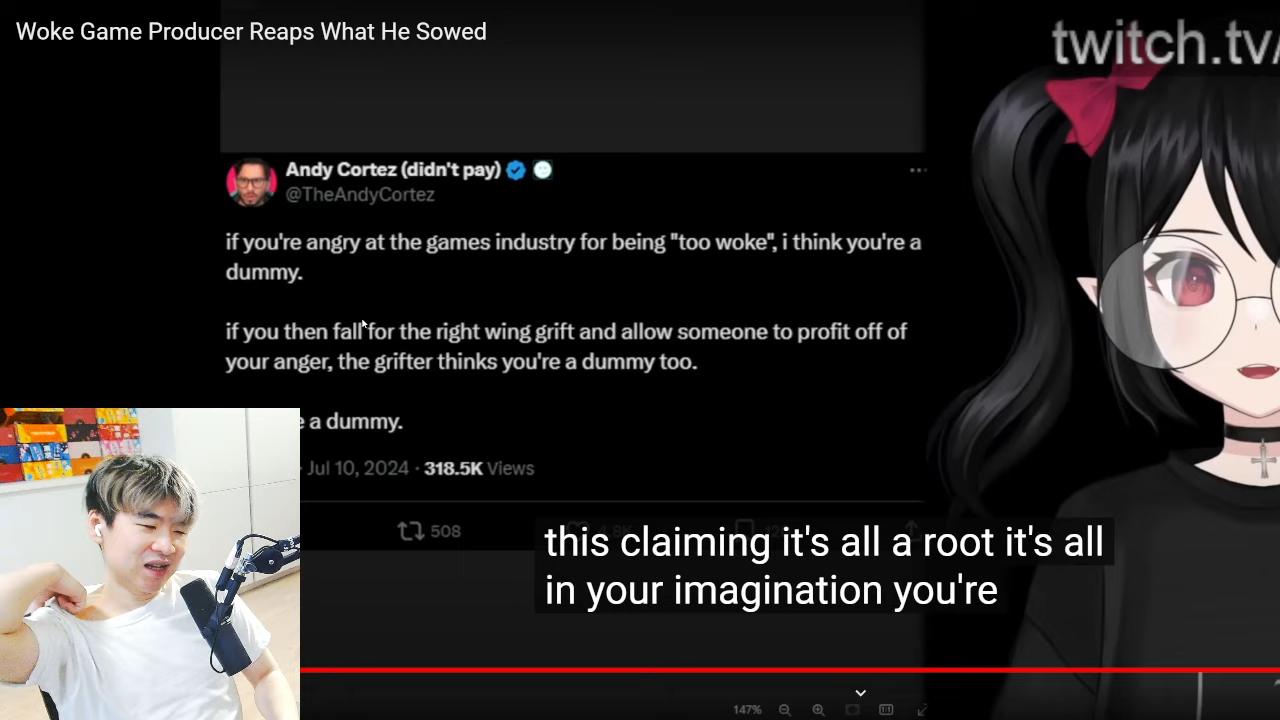 Woke Game Producer Reaps What He Sowed
twitch.tv/
Andy Cortez (didn't pay)
@TheAndyCortez
if you're angry at the games industry for being "too woke", i think you're a
dummy.
if you then fall for the right wing grift and allow someone to profit off of
your anger, the grifter thinks you're a dummy too.
a dummy.
Jul 10, 2024 · 318.5K Views
508
this claiming it's all a root it's all
in your imagination you're
147%